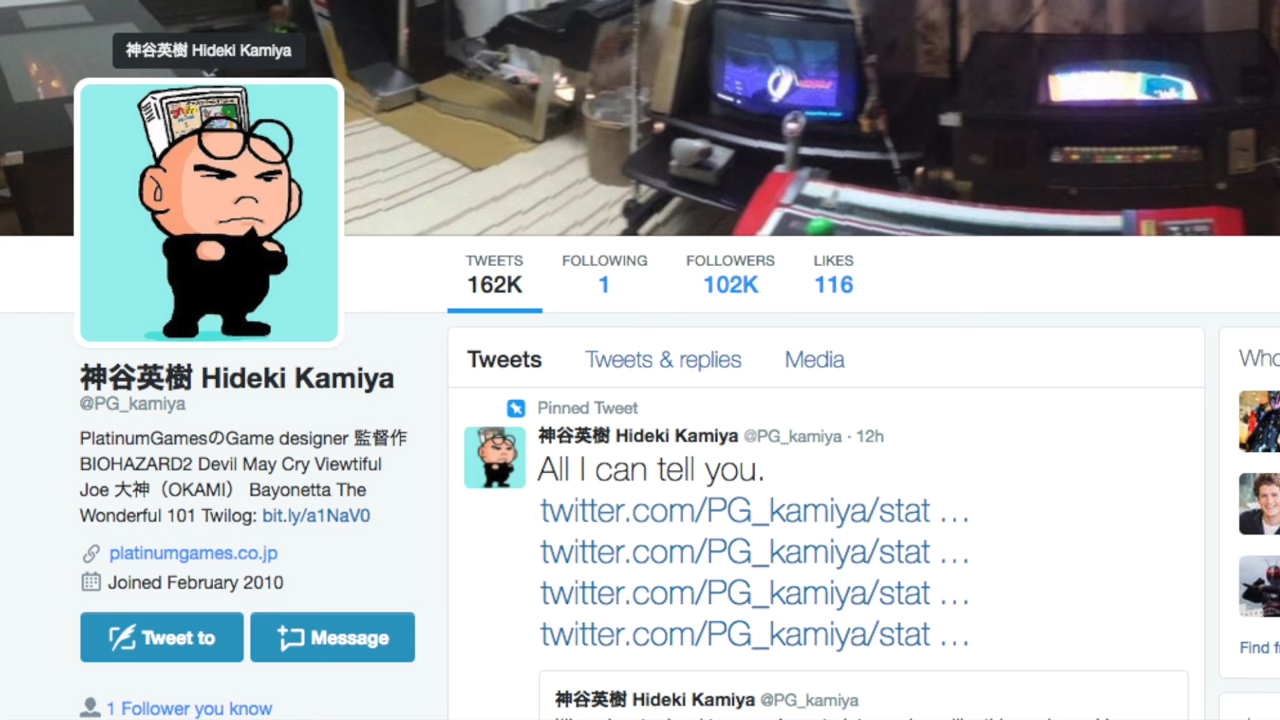 神谷英樹 Hideki Kamiya
TWEETS
162K
FOLLOWING
1
FOLLOWERS
102K
LIKES
116
神谷英樹 Hideki Kamiya
@PG_kamiya
PlatinumGamesのGame designer 監督作
BIOHAZARD2 Devil May Cry Viewtiful
Joe 大神（OKAMI） Bayonetta The
Wonderful 101 Twilog: bit.ly/a1NaV0
platinumgames.co.jp
Joined February 2010
Tweet to
Message
1 Follower you know
Tweets
Tweets & replies
Media
Pinned Tweet
神谷英樹 Hideki Kamiya @PG_kamiya · 12h
All I can tell you.
twitter.com/PG_kamiya/stat …
twitter.com/PG_kamiya/stat …
twitter.com/PG_kamiya/stat …
twitter.com/PG_kamiya/stat …
神谷英樹 Hideki Kamiya @PG_kamiya
Who
Find f